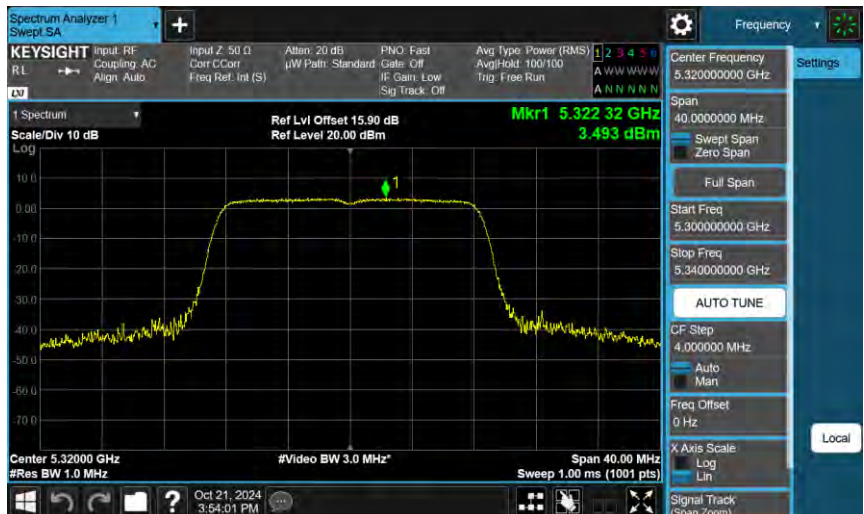 Spectrum Analyzer 1
Swept SA
+
Frequency
KEYSIGHT
RL
LXI
Input: RF
Coupling: AC
Align: Auto
Input Z: 50 Ω
Corr CCorr
Freq Ref: Int (S)
Atten: 20 dB
µW Path: Standard
PNO: Fast
Gate: Off
IF Gain: Low
Sig Track: Off
Avg Type: Power (RMS)
Avg|Hold: 100/100
Trig: Free Run
1 2 3 4 5 6
A W W W W W
A N N N N N
1 Spectrum
Scale/Div 10 dB
Log
Ref Lvl Offset 15.90 dB
Ref Level 20.00 dBm
Mkr1 5.322 32 GHz
3.493 dBm
1
10.0
0.00
-10.0
-20.0
-30.0
-40.0
-50.0
-60.0
-70.0
Center 5.32000 GHz
#Res BW 1.0 MHz
#Video BW 3.0 MHz*
Span 40.00 MHz
Sweep 1.00 ms (1001 pts)
?
Oct 21, 2024
3:54:01 PM
Center Frequency
5.320000000 GHz
Span
40.0000000 MHz
Swept Span
Zero Span
Full Span
Start Freq
5.300000000 GHz
Stop Freq
5.340000000 GHz
AUTO TUNE
CF Step
4.000000 MHz
Auto
Man
Freq Offset
0 Hz
X Axis Scale
Log
Lin
Signal Track
(Span Zoom)
Settings
Local